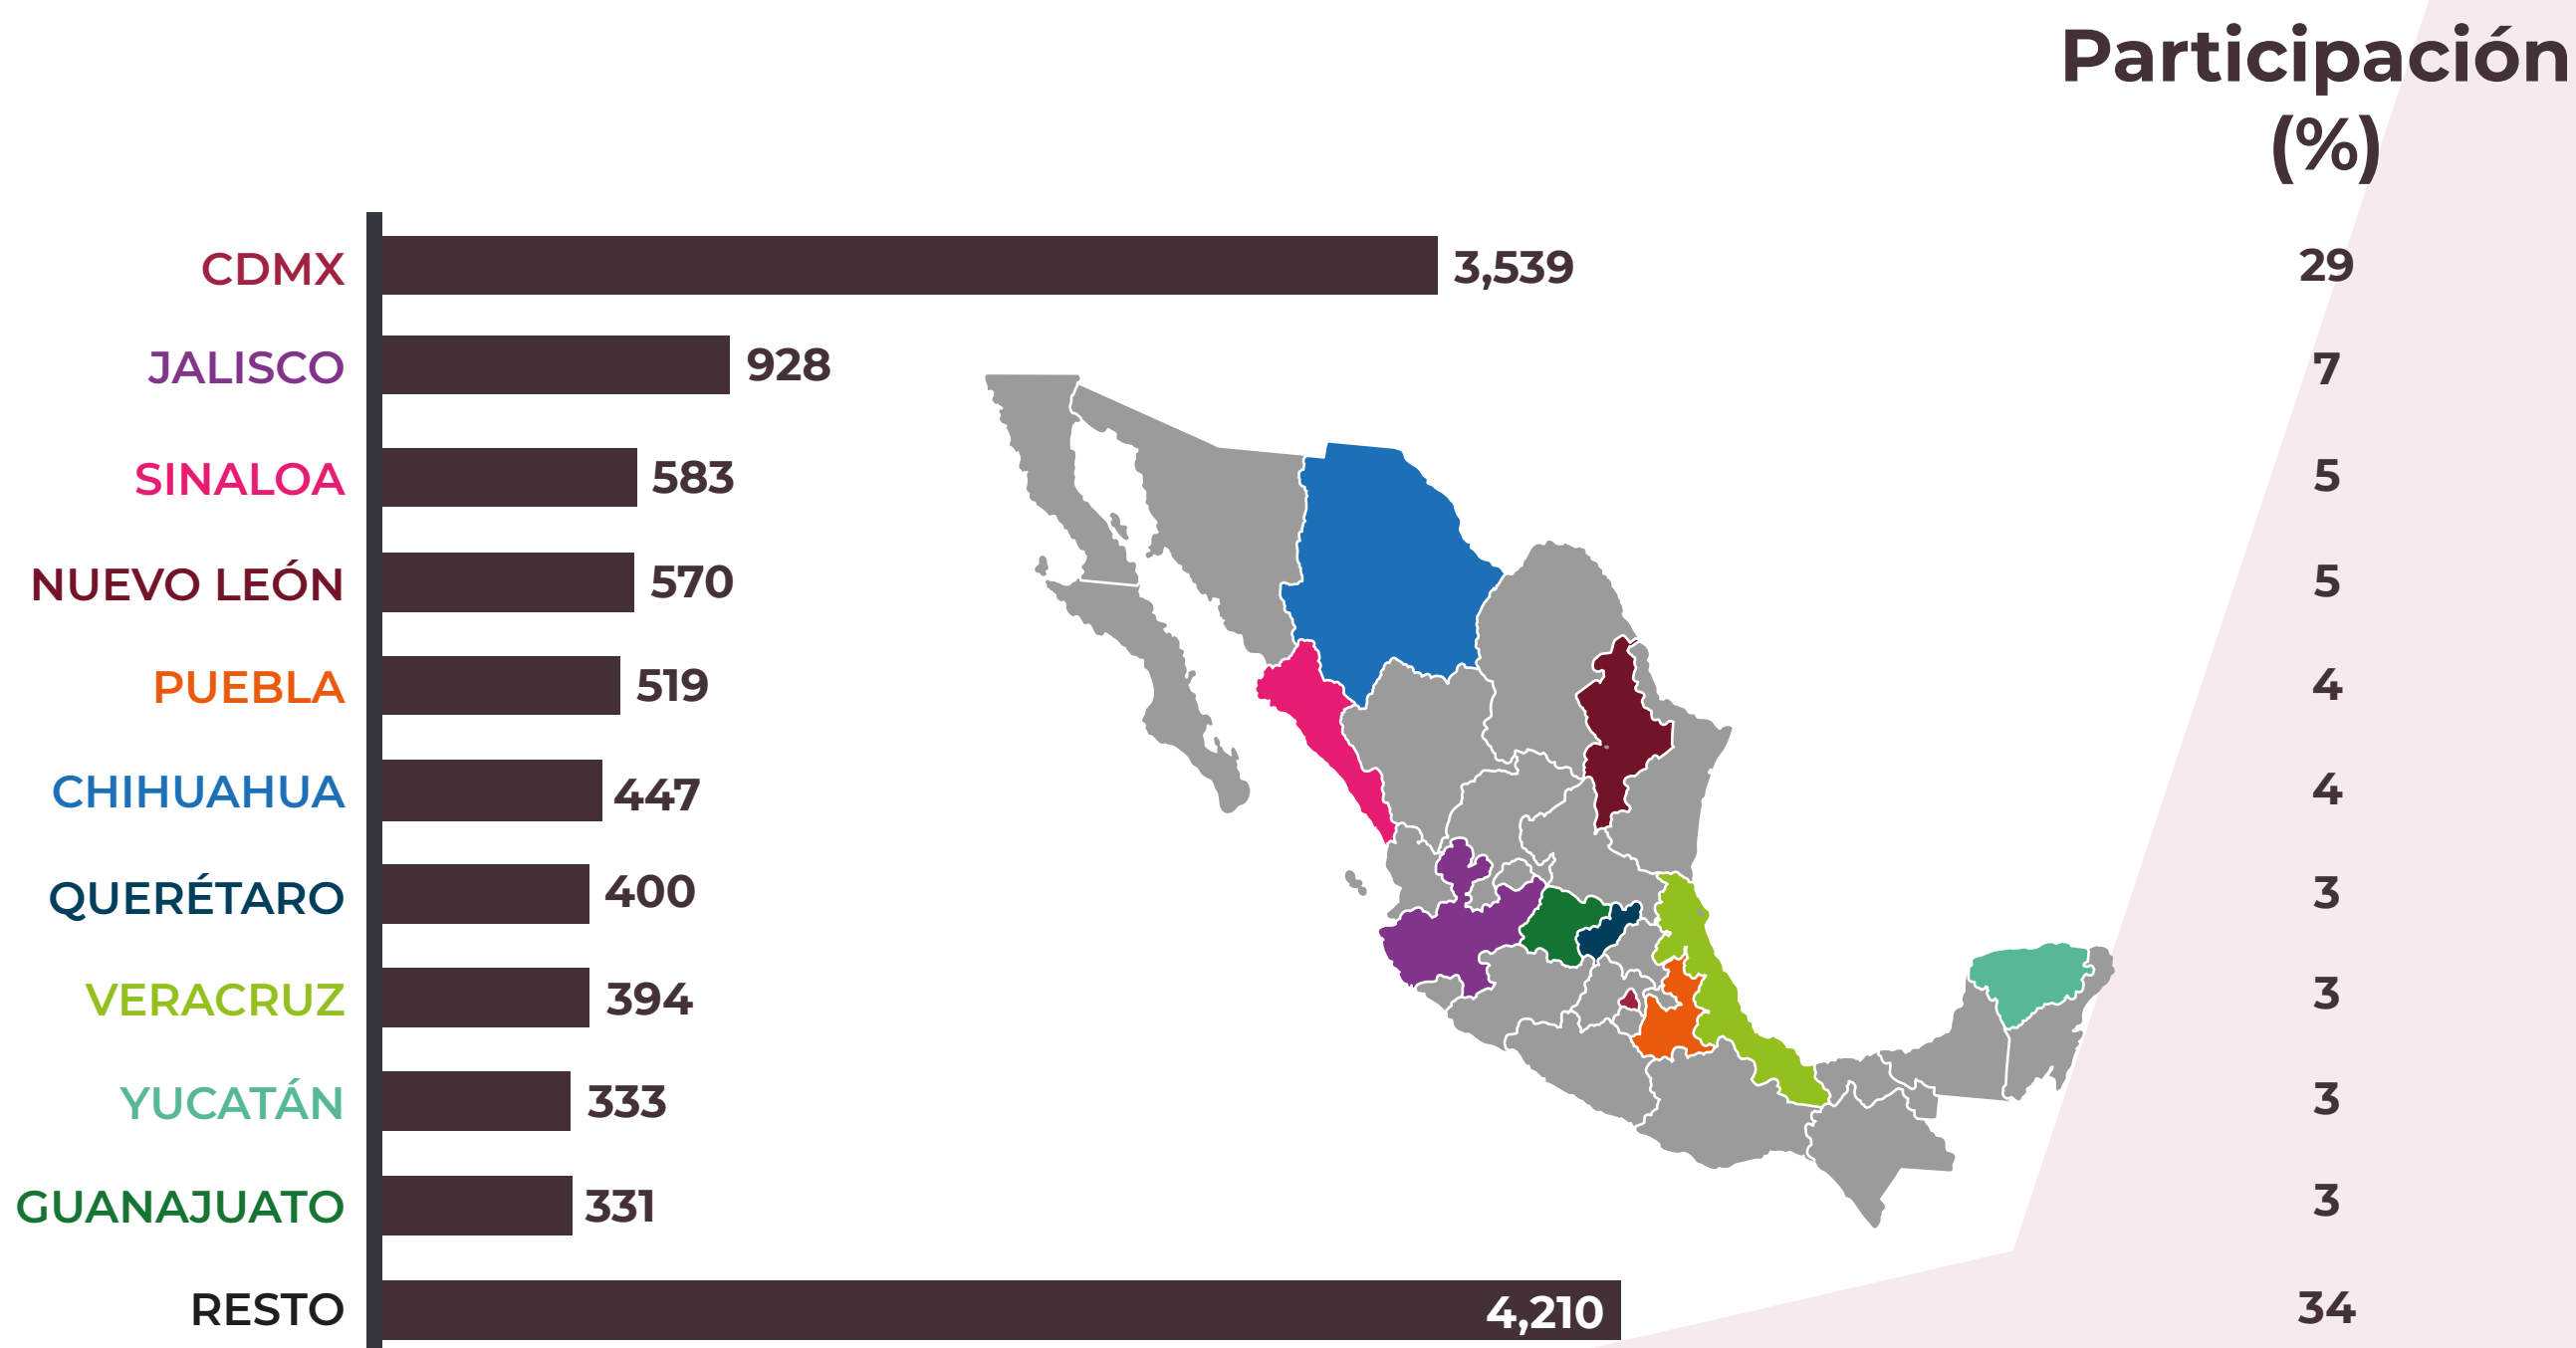 Participación
(%)
CDMX 3,539 29
JALISCO 928 7
SINALOA 583 5
NUEVO LEÓN 570 5
PUEBLA 519 4
CHIHUAHUA 447 4
QUERÉTARO 400 3
VERACRUZ 394 3
YUCATÁN 333 3
GUANAJUATO 331 3
RESTO 4,210 34